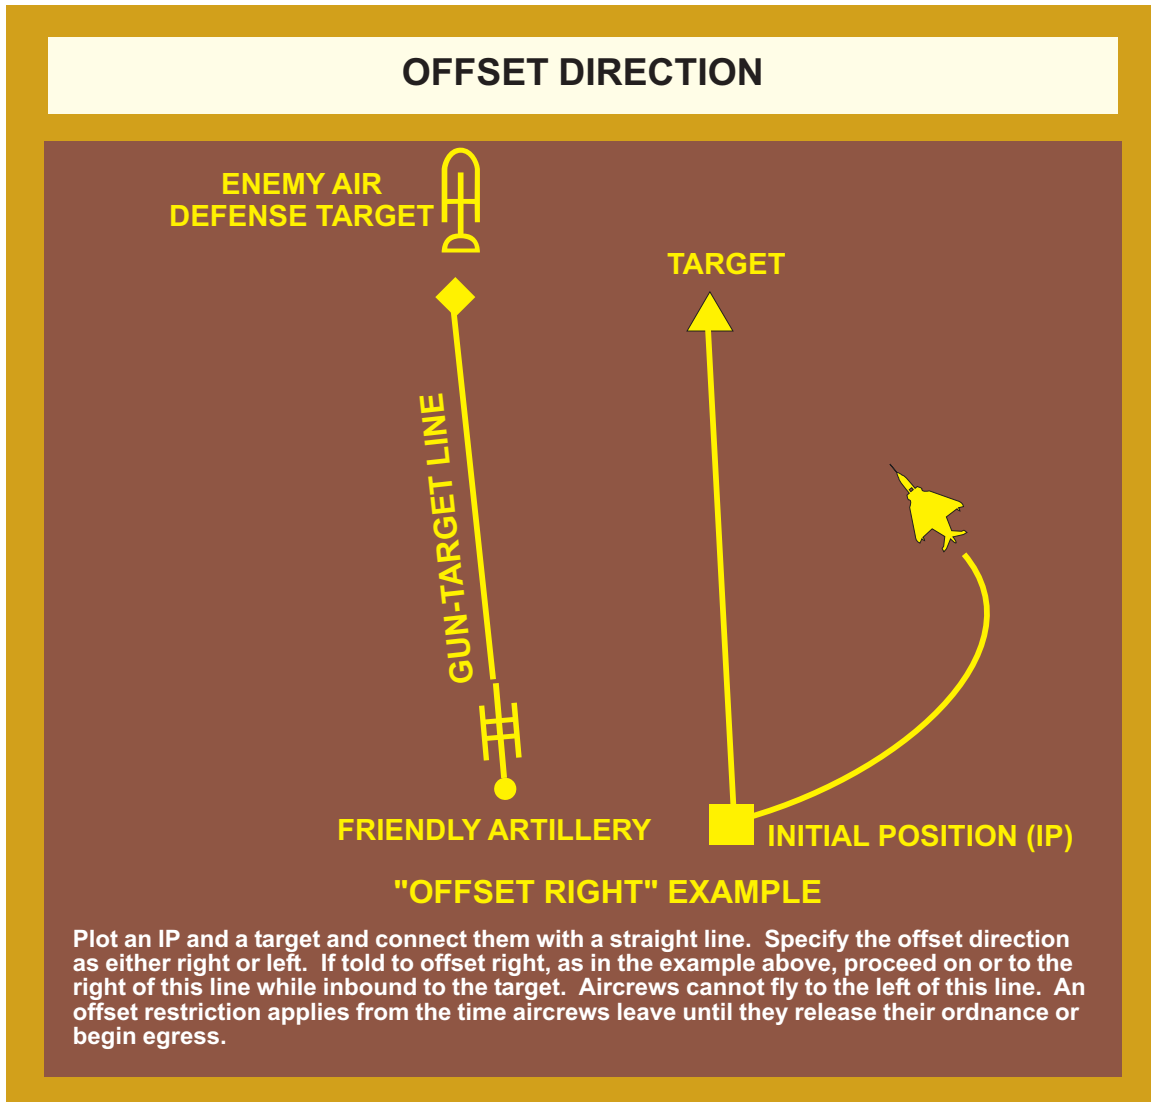 OFFSET DIRECTION
ENEMY AIR
DEFENSE TARGET
TARGET
GUN-TARGET LINE
FRIENDLY ARTILLERY
INITIAL POSITION (IP)
"OFFSET RIGHT" EXAMPLE
Plot an IP and a target and connect them with a straight line. Specify the offset direction
as either right or left. If told to offset right, as in the example above, proceed on or to the
right of this line while inbound to the target. Aircrews cannot fly to the left of this line. An
offset restriction applies from the time aircrews leave until they release their ordnance or
begin egress.